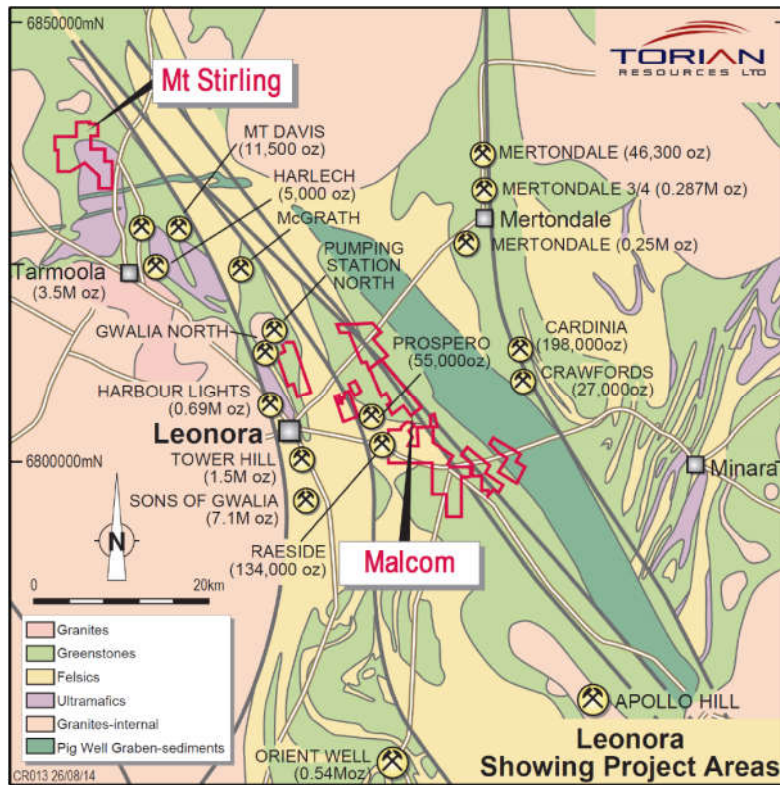 6850000mN
TORIAN
RESOURCES LTD
Mt Stirling
MT DAVIS
(11,500 oz)
HARLECH
(5,000 oz)
McGRATH
PUMPING
STATION
NORTH
MERTONDALE (46,300 oz)
MERTONDALE 3/4 (0.287M oz)
Mertondale
MERTONDALE (0.25M oz)
Tarmoola
(3.5M oz)
GWALIA NORTH
PROSPERO
(55,000oz)
CARDINIA
(198,000oz)
CRAWFORDS
(27,000oz)
HARBOUR LIGHTS
(0.69M oz)
Leonora
6800000mN
TOWER HILL
(1.5M oz)
Minara
SONS OF GWALIA
(7.1M oz)
RAESIDE
(134,000 oz)
Malcom
N
0 20km
Granites
Greenstones
Felsics
Ultramafics
Granites-internal
Pig Well Graben-sediments
APOLLO HILL
ORIENT WELL
(0.54Moz)
Leonora
Showing Project Areas
CR013 26/08/14